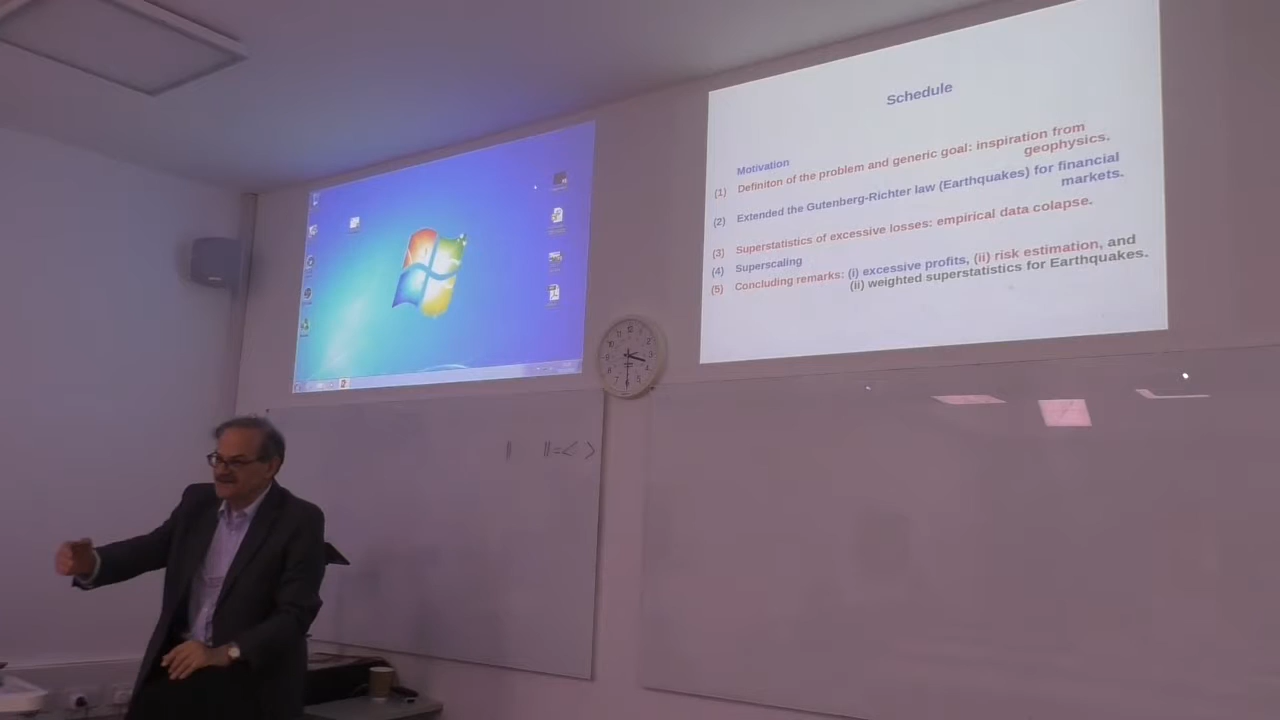 Schedule
Motivation
(1) Definiton of the problem and generic goal: inspiration from
geophysics.
(2) Extended the Gutenberg-Richter law (Earthquakes) for financial
markets.
(3) Superstatistics of excessive losses: empirical data colapse.
(4) Superscaling
(5) Concluding remarks: (i) excessive profits, (ii) risk estimation, and
(ii) weighted superstatistics for Earthquakes.
|| ||=< >